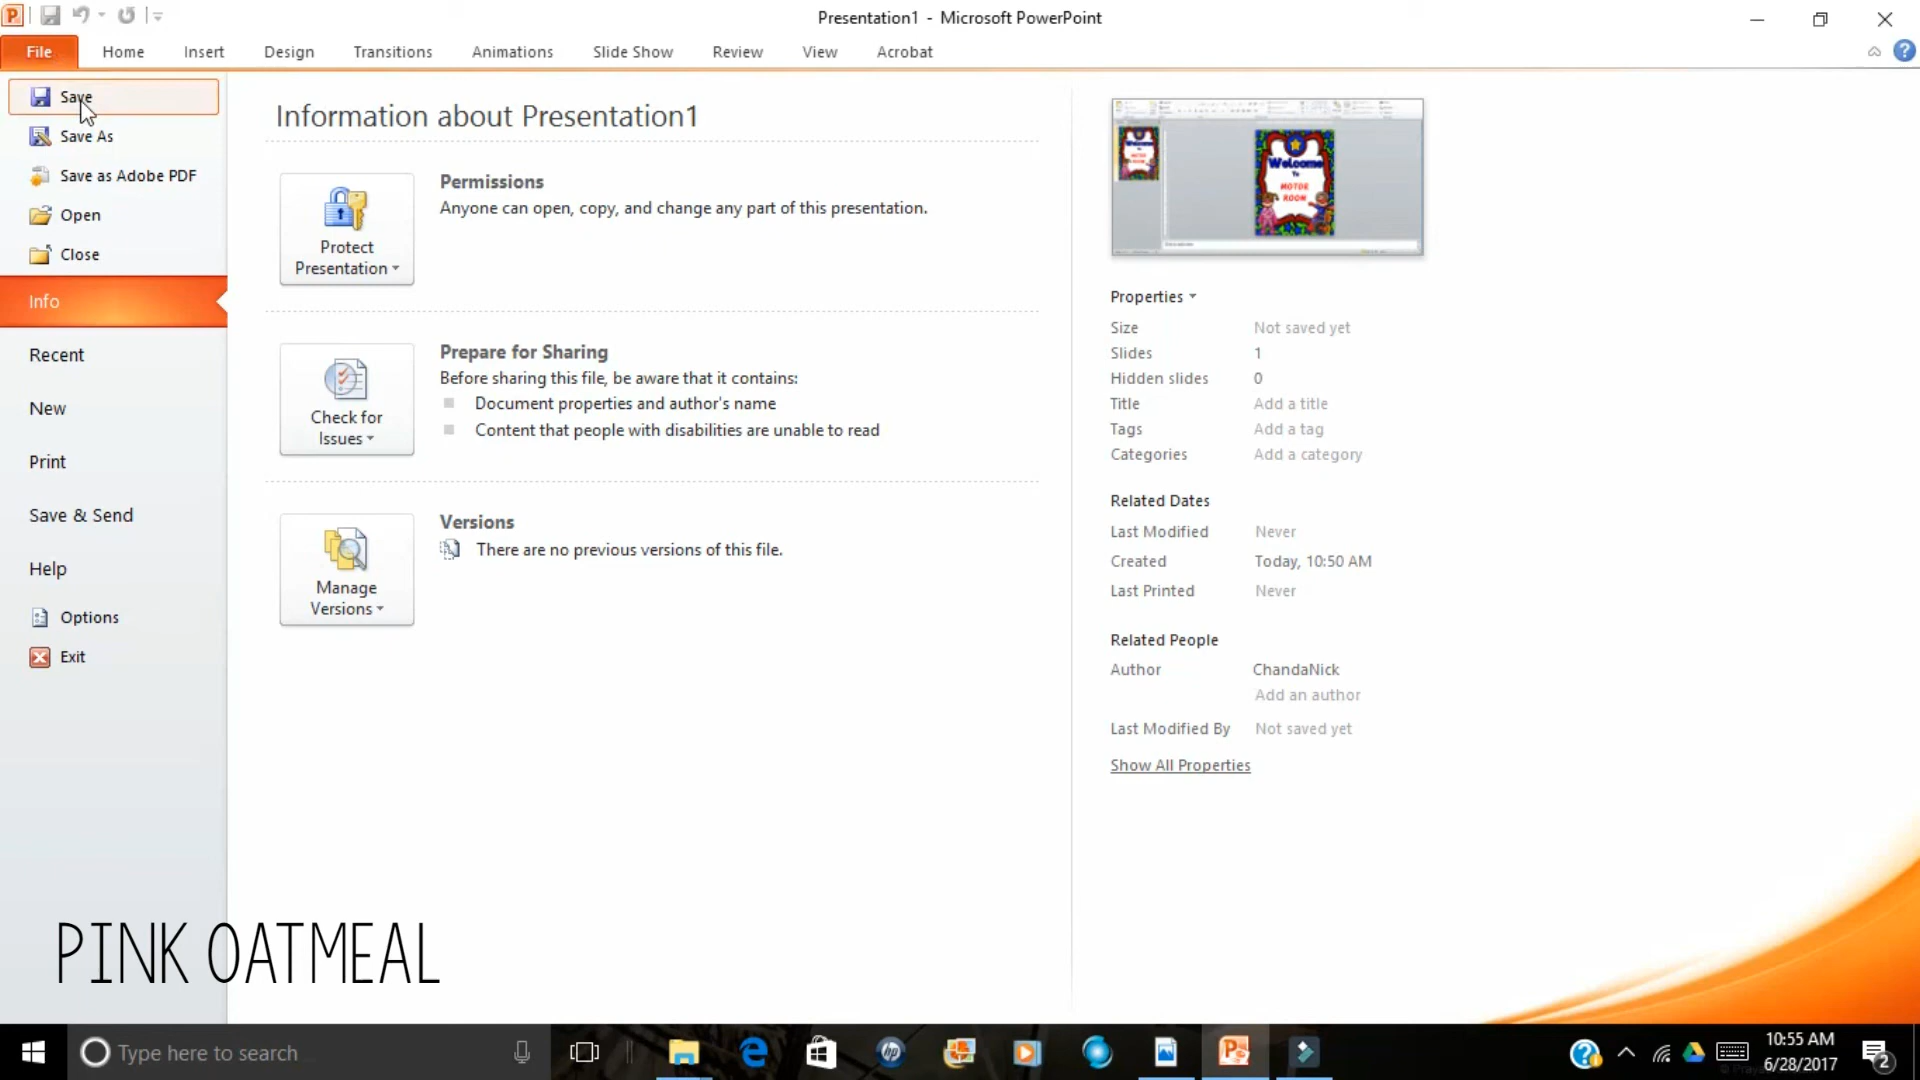 Presentation1 - Microsoft PowerPoint
File Home Insert Design Transitions Animations Slide Show Review View Acrobat
Save
Save As
Save as Adobe PDF
Open
Close
Info
Recent
New
Print
Save & Send
Help
Options
Exit
Information about Presentation1
Protect
Presentation
Permissions
Anyone can open, copy, and change any part of this presentation.
Check for
Issues
Prepare for Sharing
Before sharing this file, be aware that it contains:
Document properties and author's name
Content that people with disabilities are unable to read
Manage
Versions
Versions
There are no previous versions of this file.
Welcome
To
MOTOR
ROOM
Properties
Size Not saved yet
Slides 1
Hidden slides 0
Title Add a title
Tags Add a tag
Categories Add a category
Related Dates
Last Modified Never
Created Today, 10:50 AM
Last Printed Never
Related People
Author ChandaNick
Add an author
Last Modified By Not saved yet
Show All Properties
PINK OATMEAL
Type here to search
10:55 AM
6/28/2017
2